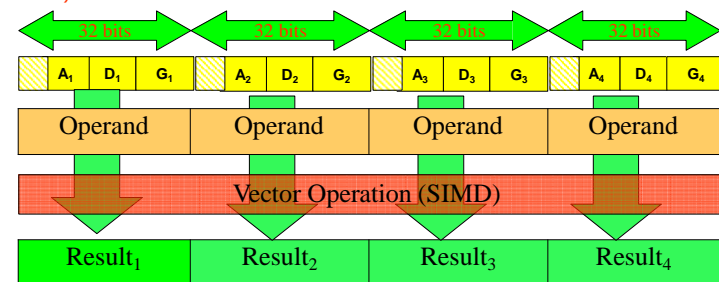 32 bits 32 bits 32 bits 32 bits
A₁ D₁ G₁ A₂ D₂ G₂ A₃ D₃ G₃ A₄ D₄ G₄
Operand Operand Operand Operand
Vector Operation (SIMD)
Result₁ Result₂ Result₃ Result₄